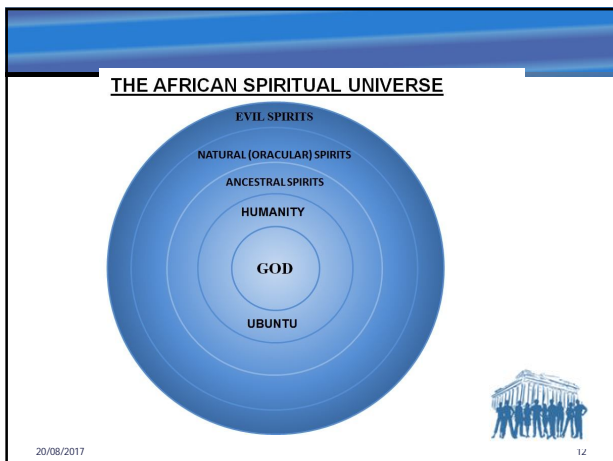 THE AFRICAN SPIRITUAL UNIVERSE
EVIL SPIRITS
NATURAL (ORACULAR) SPIRITS
ANCESTRAL SPIRITS
HUMANITY
GOD
UBUNTU
20/08/2017
12